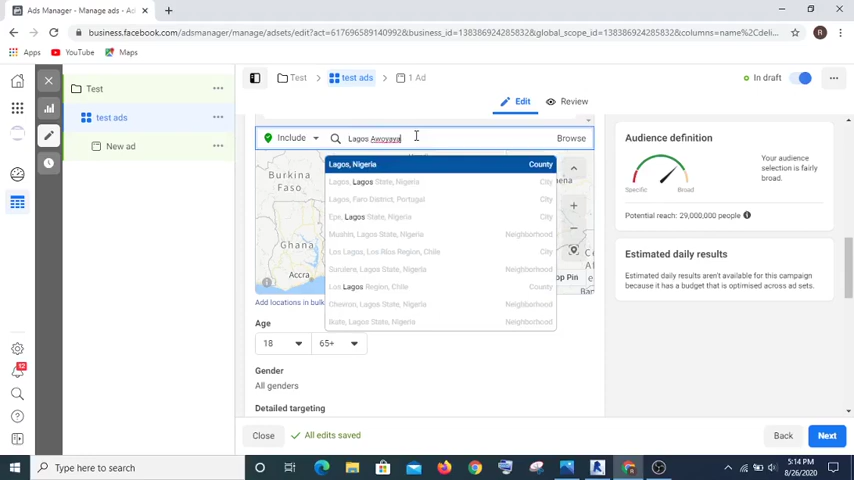 Ads Manager - Manage ads - Ads
business.facebook.com/adsmanager/manage/adsets/edit?act=617696589140992&business_id=138386924285832&global_scope_id=138386924285832&columns=name%2Cdeli...
R
Apps
YouTube
Maps
Test
test ads
New ad
12
Test
test ads
1 Ad
In draft
Edit
Review
Include
Lagos Awoyaya
Browse
Lagos, Nigeria County
Lagos, Lagos State, Nigeria City
Lagos, Faro District, Portugal City
Epe, Lagos State, Nigeria City
Mushin, Lagos State, Nigeria Neighborhood
Los Lagos, Los Ríos Region, Chile City
Surulere, Lagos State, Nigeria Neighborhood
Los Lagos Region, Chile County
Chevron, Lagos State, Nigeria Neighborhood
Ikate, Lagos State, Nigeria Neighborhood
Burkina
Faso
Ghana
Accra
op Pin
Add locations in bulk
Age
18
65+
Gender
All genders
Detailed targeting
Audience definition
Specific
Broad
Your audience
selection is fairly
broad.
Potential reach: 29,000,000 people
Estimated daily results
Estimated daily results aren't available for this campaign
because it has a budget that is optimised across ad sets.
Close
All edits saved
Back
Next
Type here to search
5:14 PM
8/26/2020